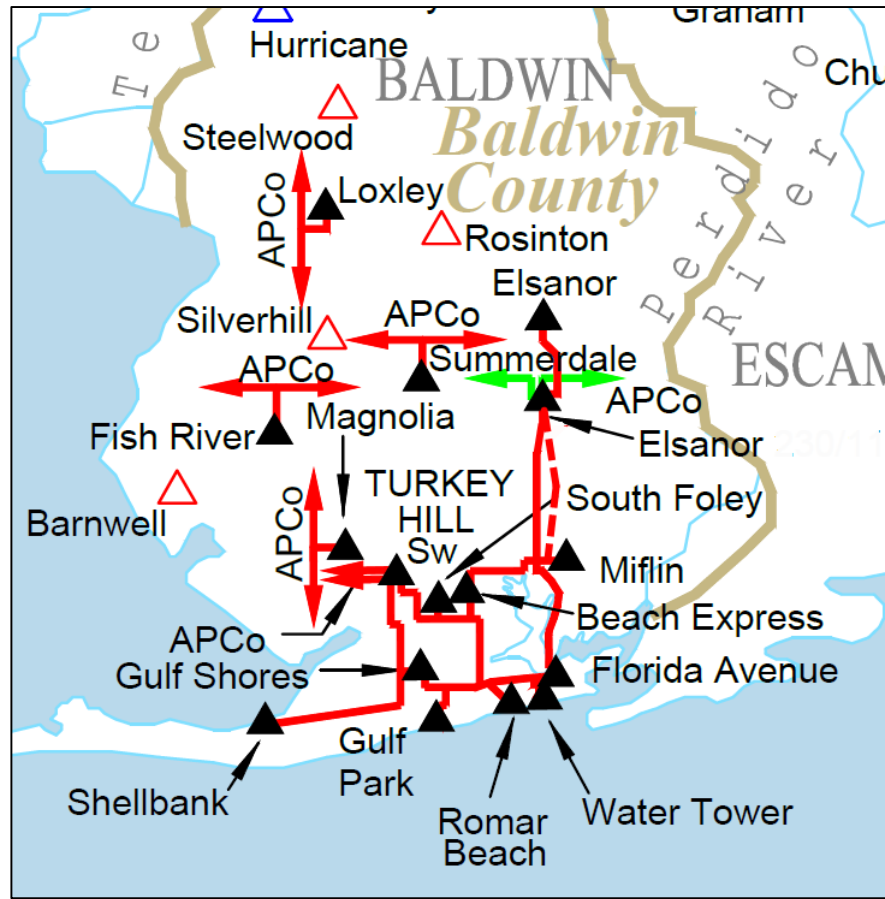 Graham
Hurricane
Te
Chu
BALDWIN
Baldwin
County
Perdido
River
Steelwood
APCo
Loxley
Rosinton
Elsanor
Silverhill
APCo
Summerdale
ESCAM
APCo
Magnolia
APCo
Elsanor
Fish River
230/11
TURKEY
HILL
Sw
South Foley
Barnwell
APCo
Miflin
Beach Express
APCo
Gulf Shores
Florida Avenue
Gulf
Park
Shellbank
Water Tower
Romar
Beach